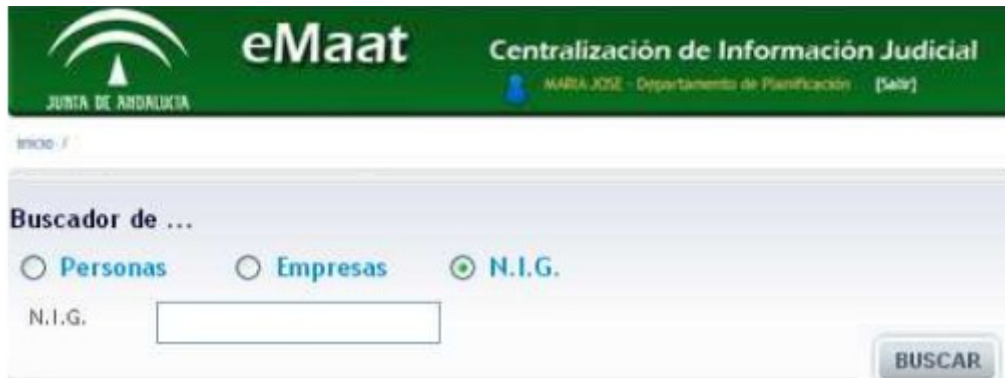 eMaat
Centralización de Información Judicial
JUNTA DE ANDALUCIA
MARIA JOSE - Departamento de Planificación [Salir]
inicio /
Buscador de ...
Personas Empresas N.I.G.
N.I.G.
BUSCAR